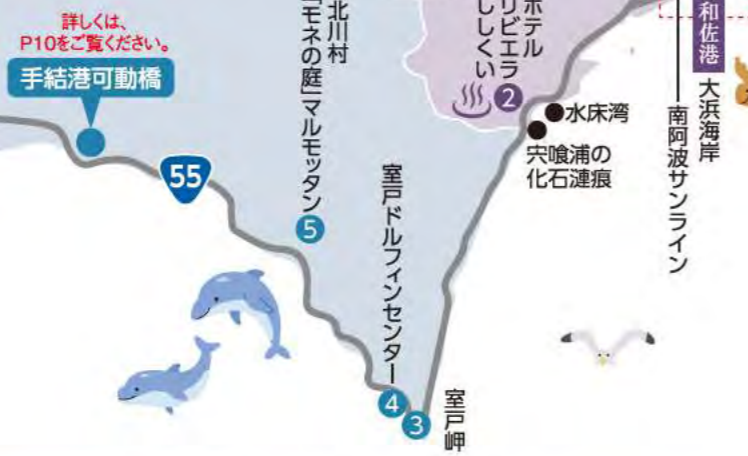 詳しくは、
P10をご覧ください。
手結港可動橋
55
北川村
「モネの庭」マルモッタン
5
室戸ドルフィンセンター
4
3
室戸岬
ホテル
リビエラ
ししくい
2
水床湾
宍喰浦の
化石漣痕
和佐港
大浜海岸
南阿波サンライン